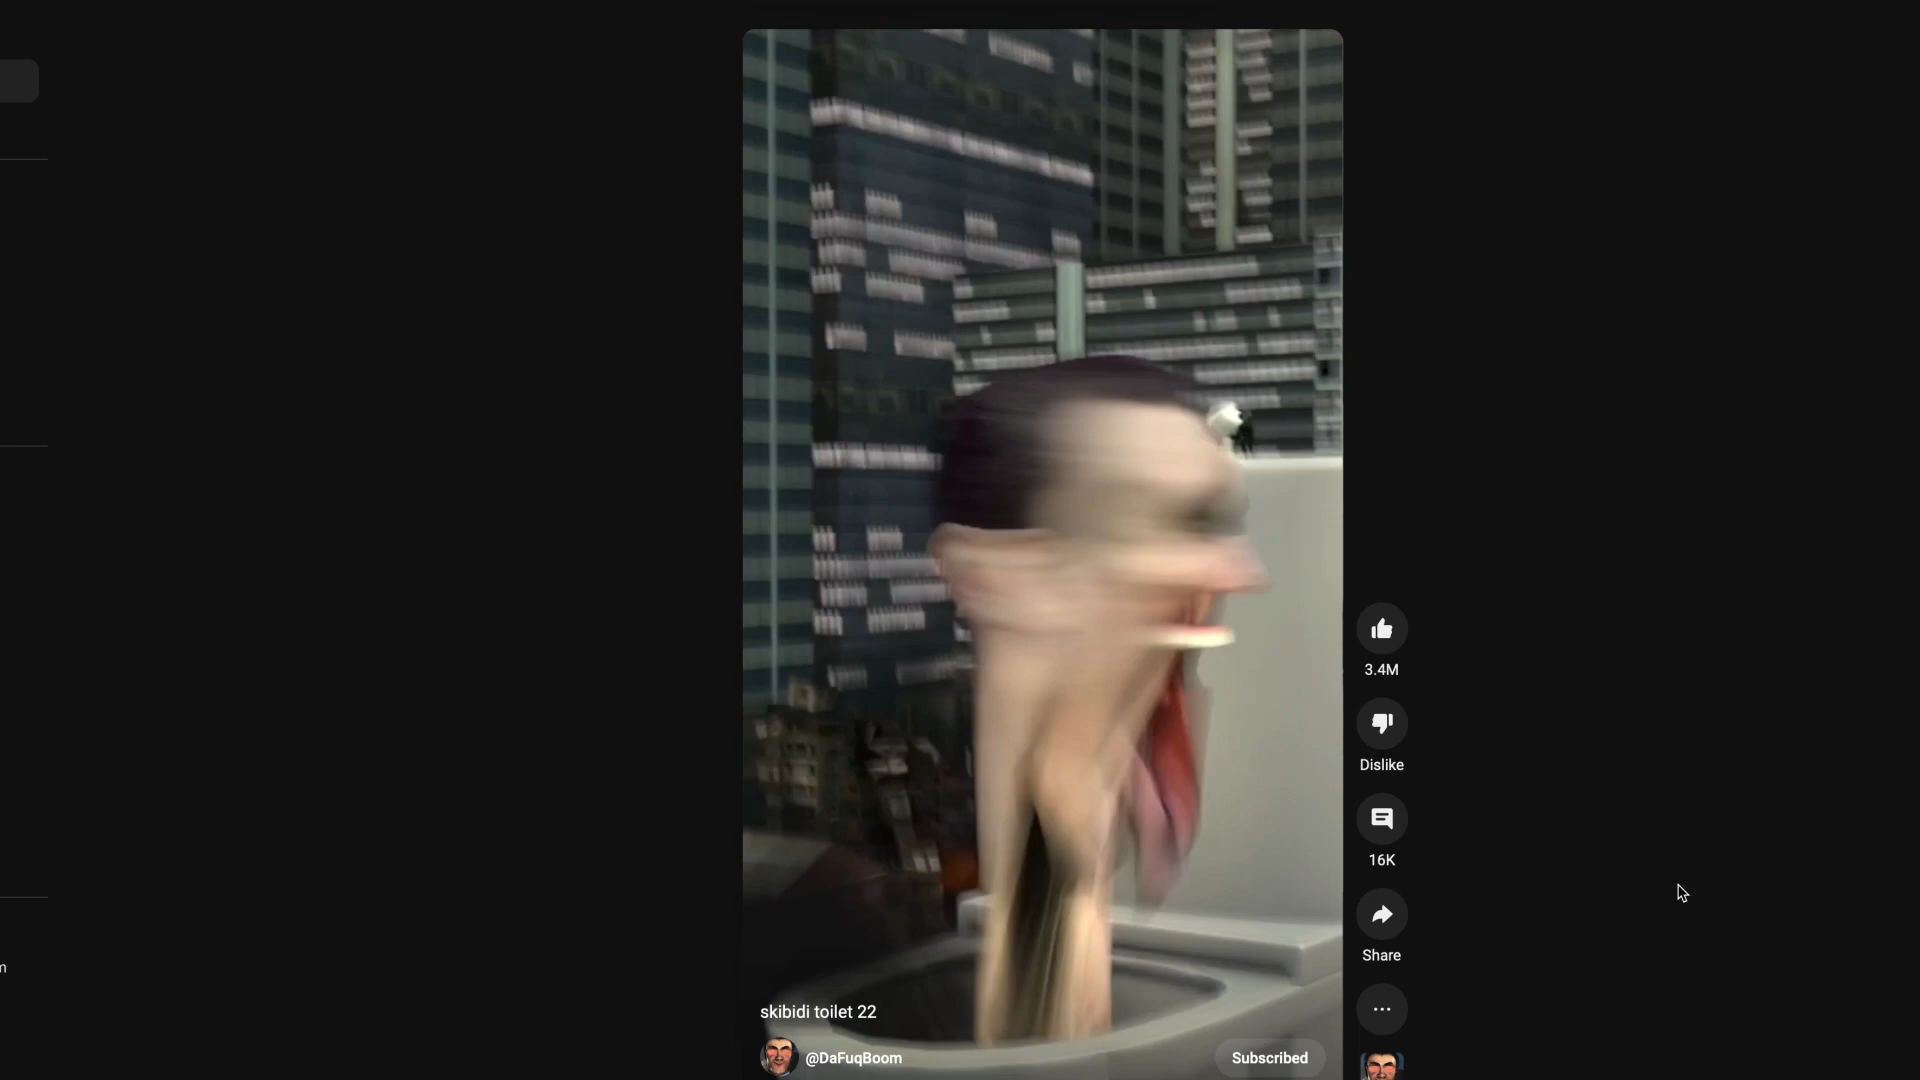 3.4M
Dislike
16K
Share
skibidi toilet 22
@DaFuqBoom
Subscribed